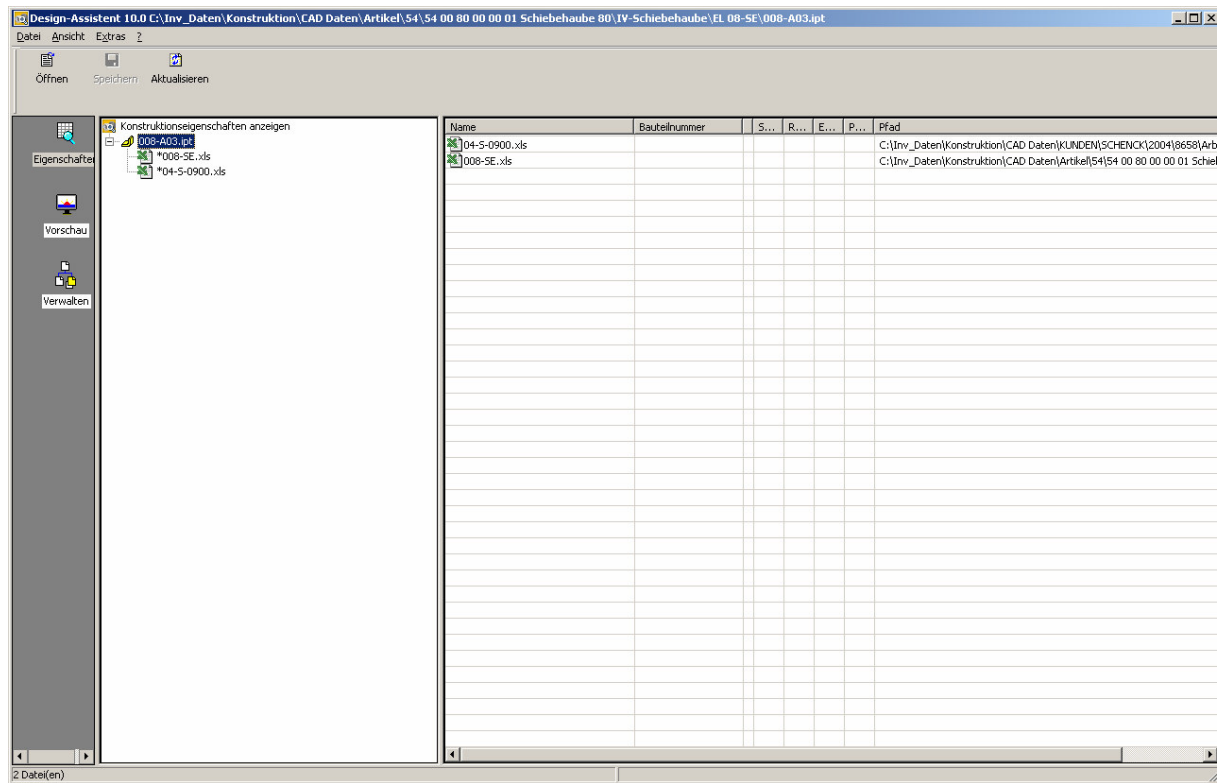 Design-Assistent 10.0 C:\Inv_Daten\Konstruktion\CAD Daten\Artikel\54\54 00 80 00 00 01 Schiebehaube 80\IV-Schiebehaube\EL 08-SE\008-A03.ipt
Datei Ansicht Extras ?
Öffnen Speichern Aktualisieren
Eigenschafter
Vorschau
Verwalten
Konstruktionseigenschaften anzeigen
008-A03.ipt
*008-SE.xls
*04-S-0900.xls
Name Bauteilnummer S... R... E... P... Pfad
04-S-0900.xls C:\Inv_Daten\Konstruktion\CAD Daten\KUNDEN\SCHENCK\2004\8658\Arb
008-SE.xls C:\Inv_Daten\Konstruktion\CAD Daten\Artikel\54\54 00 80 00 00 01 Schiel
2 Datei(en)